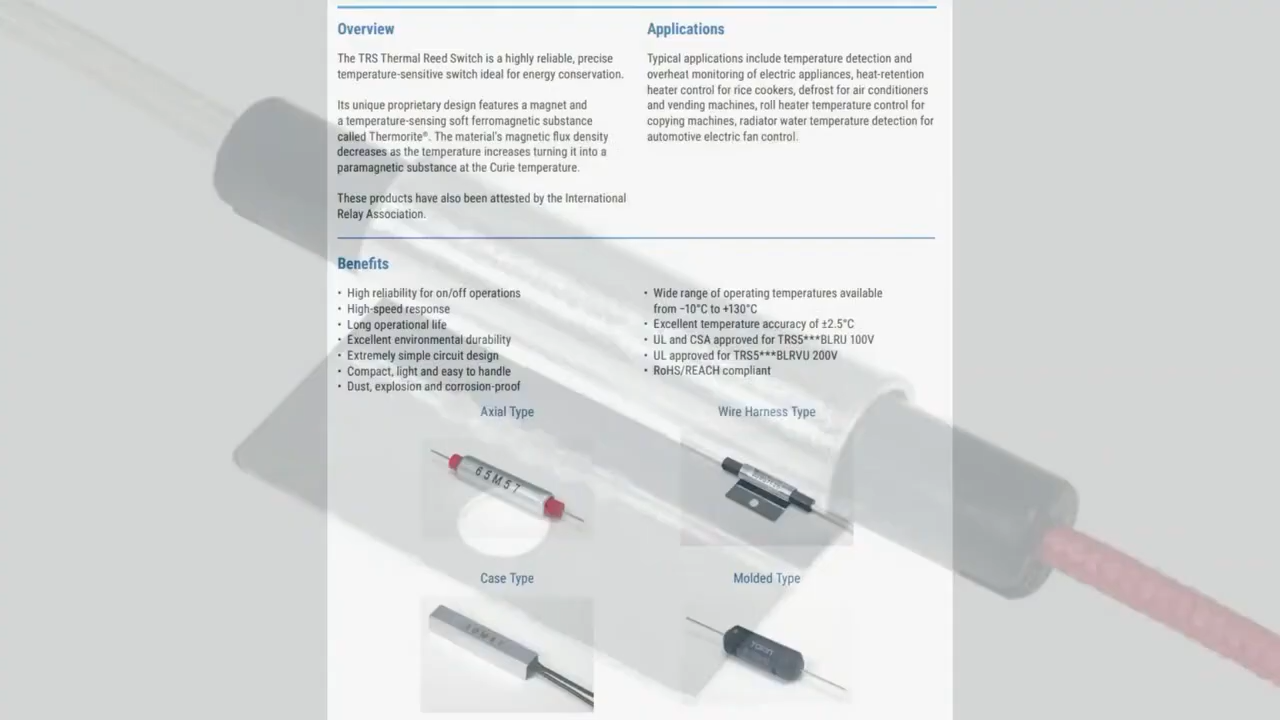 Overview
The TRS Thermal Reed Switch is a highly reliable, precise
temperature-sensitive switch ideal for energy conservation.
Its unique proprietary design features a magnet and
a temperature-sensing soft ferromagnetic substance
called Thermorite®. The material's magnetic flux density
decreases as the temperature increases turning it into a
paramagnetic substance at the Curie temperature.
These products have also been attested by the International
Relay Association.
Applications
Typical applications include temperature detection and
overheat monitoring of electric appliances, heat-retention
heater control for rice cookers, defrost for air conditioners
and vending machines, roll heater temperature control for
copying machines, radiator water temperature detection for
automotive electric fan control.
Benefits
• High reliability for on/off operations
• High-speed response
• Long operational life
• Excellent environmental durability
• Extremely simple circuit design
• Compact, light and easy to handle
• Dust, explosion and corrosion-proof
• Wide range of operating temperatures available
from −10°C to +130°C
• Excellent temperature accuracy of ±2.5°C
• UL and CSA approved for TRS5***BLRU 100V
• UL approved for TRS5***BLRVU 200V
• RoHS/REACH compliant
Axial Type
Wire Harness Type
65M57
Case Type
Molded Type
TOKIN